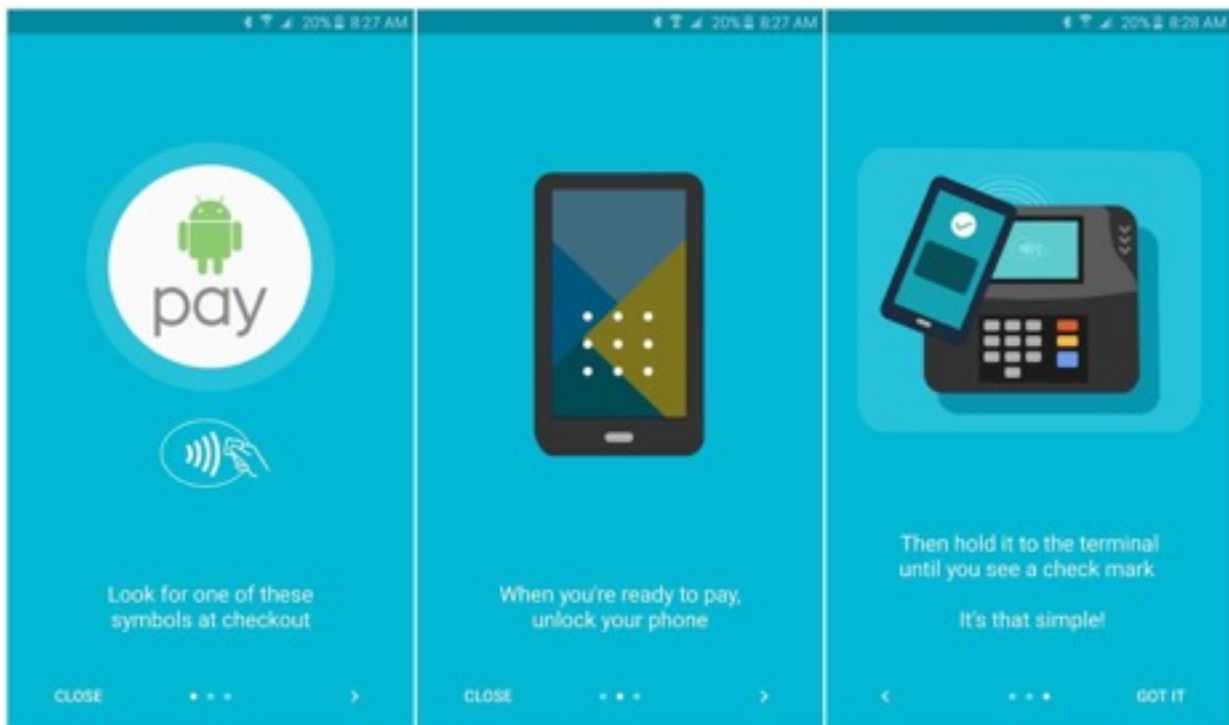 20% 8:27 AM
pay
Look for one of these
symbols at checkout
CLOSE
20% 8:27 AM
When you're ready to pay,
unlock your phone
CLOSE
20% 8:28 AM
Then hold it to the terminal
until you see a check mark
It's that simple!
GOT IT